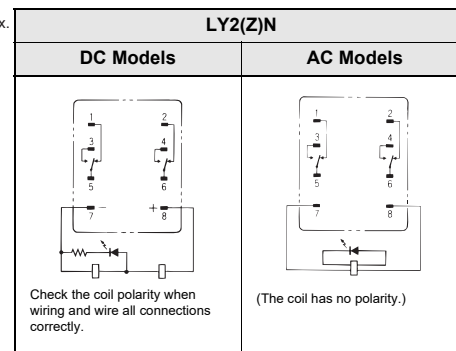 x.
LY2(Z)N
DC Models
AC Models
1 2
3 4
5 6
− +
7 8
1 2
3 4
5 6
7 8
Check the coil polarity when
wiring and wire all connections
correctly.
(The coil has no polarity.)